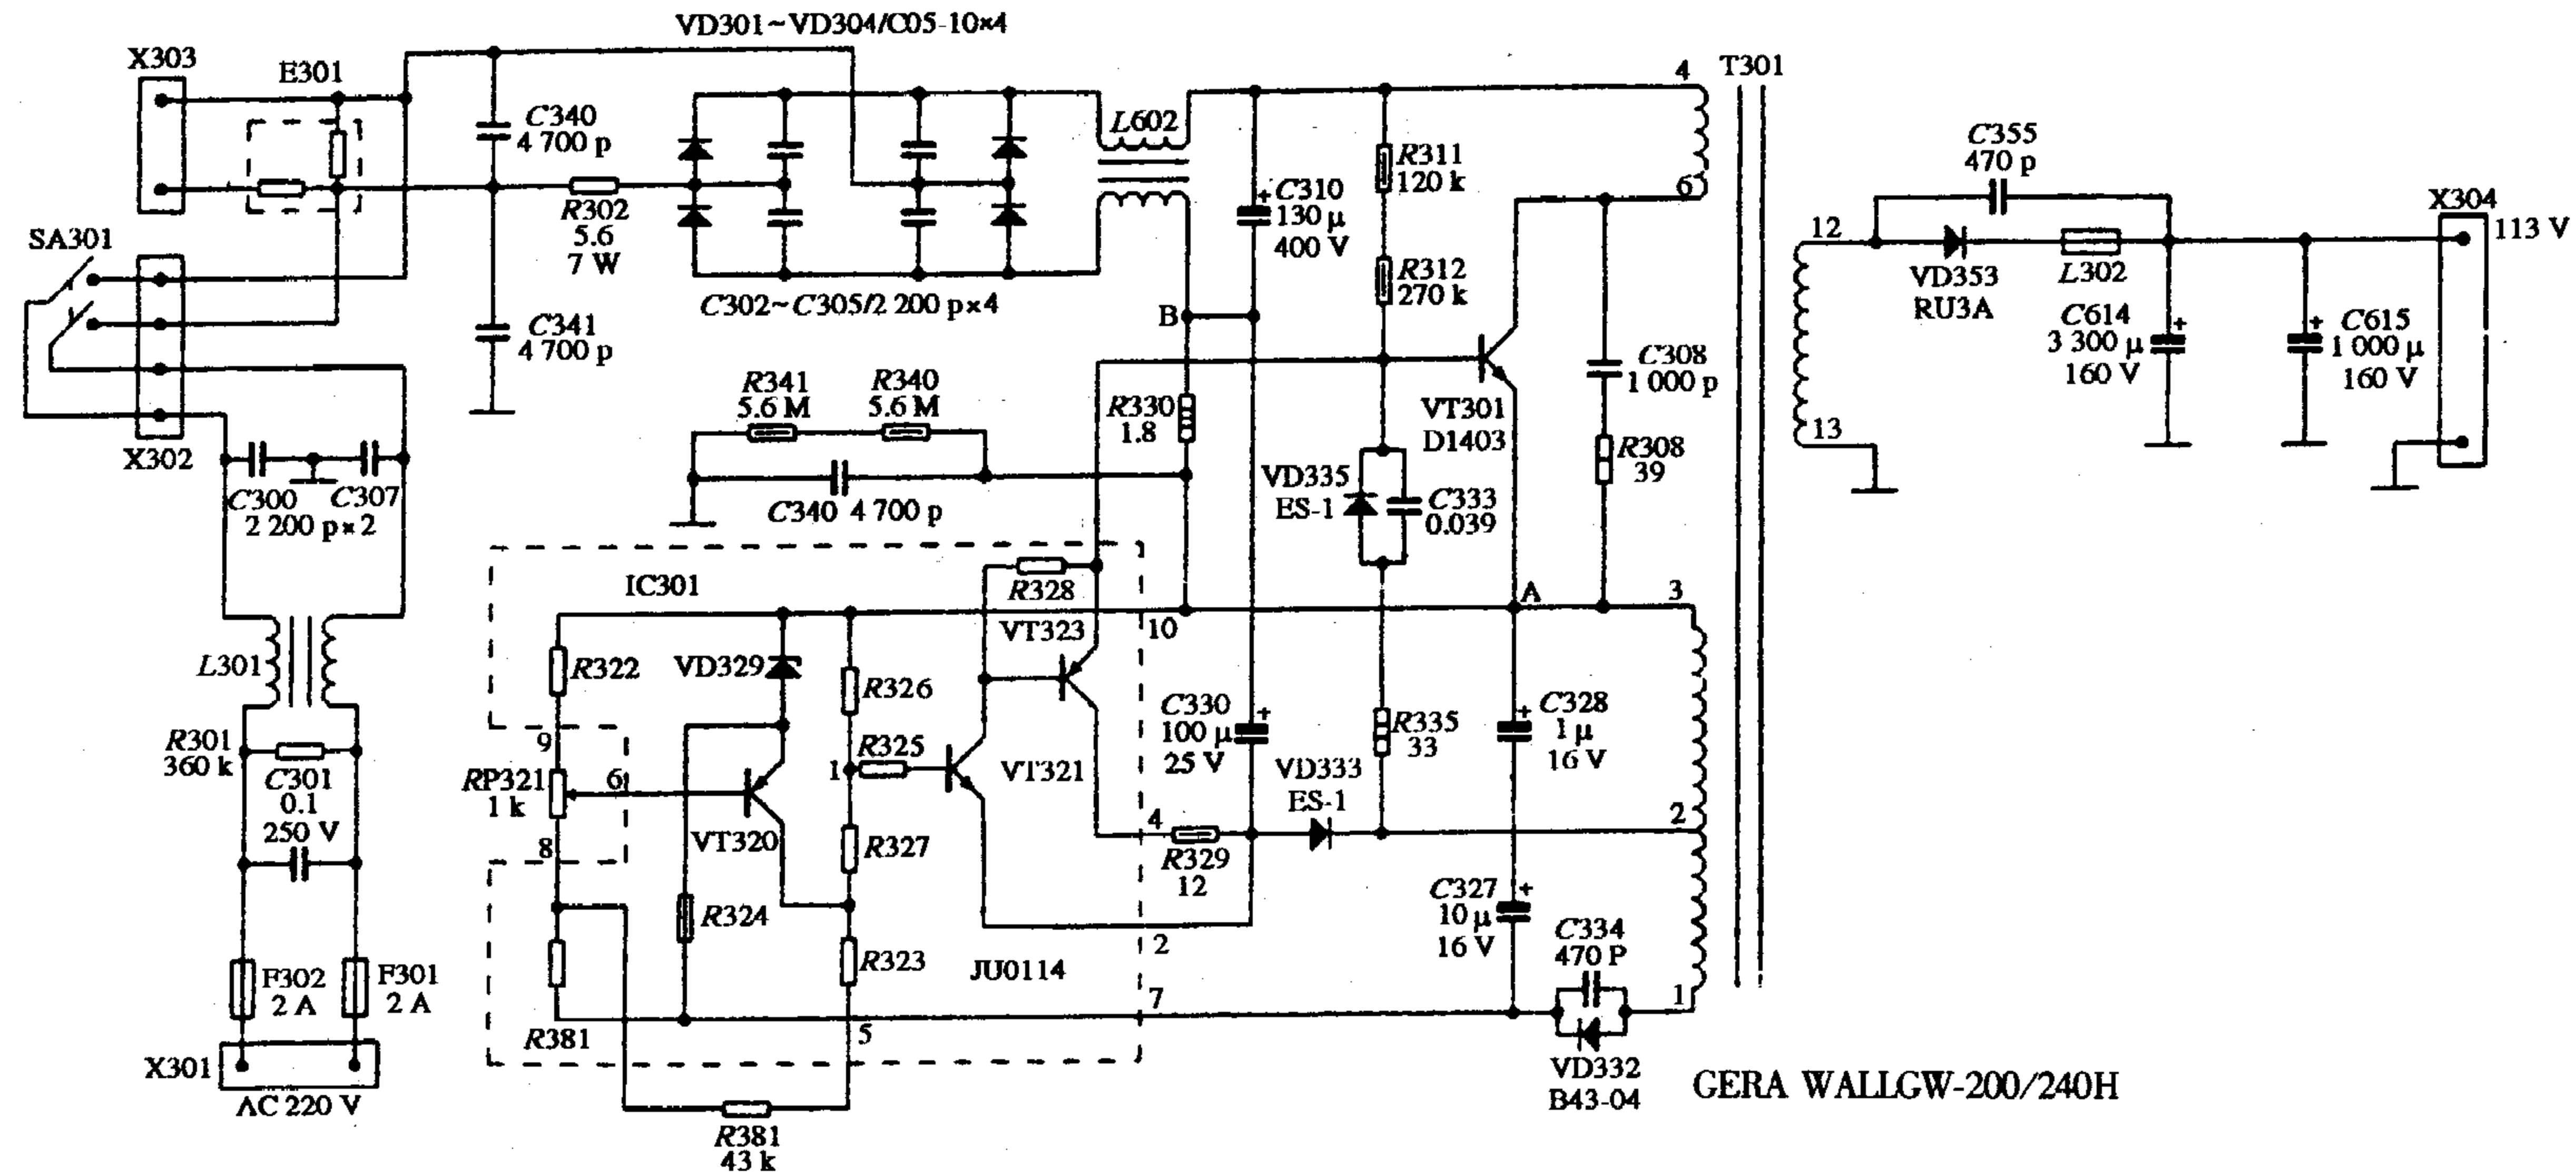 VD301~VD304/C05-10×4
X303
E301
C340
4 700 p
R302
5.6
7 W
L602
C302~C305/2 200 p×4
SA301
X302
C341
4 700 p
C300
C307
2 200 p×2
L301
R301
360 k
C301
0.1
250 V
F302
2 A
F301
2 A
X301
AC 220 V
C310
130 μ
400 V
B
R311
120 k
R312
270 k
4
T301
6
R341
5.6 M
R340
5.6 M
C340 4 700 p
R330
1.8
VT301
D1403
C308
1 000 p
R308
39
VD335
ES-1
C333
0.039
A
3
IC301
R328
VT323
10
R322
VD329
R326
9
RP321
1 k
6
1
R325
VT321
8
VT320
R327
R324
R323
R381
5
JU0114
4
R329
12
2
7
C330
100 μ
25 V
VD333
ES-1
R335
33
C328
1 μ
16 V
2
C327
10 μ
16 V
C334
470 P
1
VD332
B43-04
R381
43 k
C355
470 p
12
VD353
RU3A
L302
13
C614
3 300 μ
160 V
C615
1 000 μ
160 V
X304
113 V
GERA WALLGW-200/240H